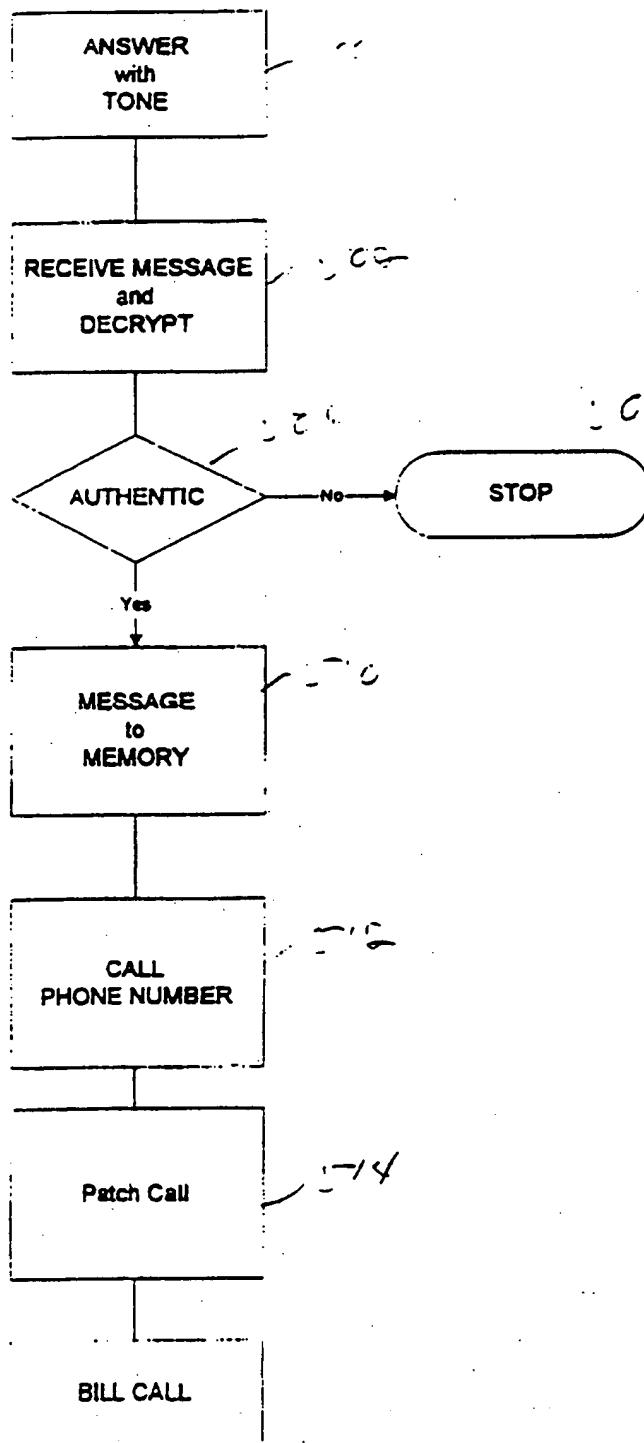 ANSWER
with
TONE
RECEIVE MESSAGE
and
DECRYPT
AUTHENTIC
No
STOP
Yes
MESSAGE
to
MEMORY
CALL
PHONE NUMBER
Patch Call
BILL CALL